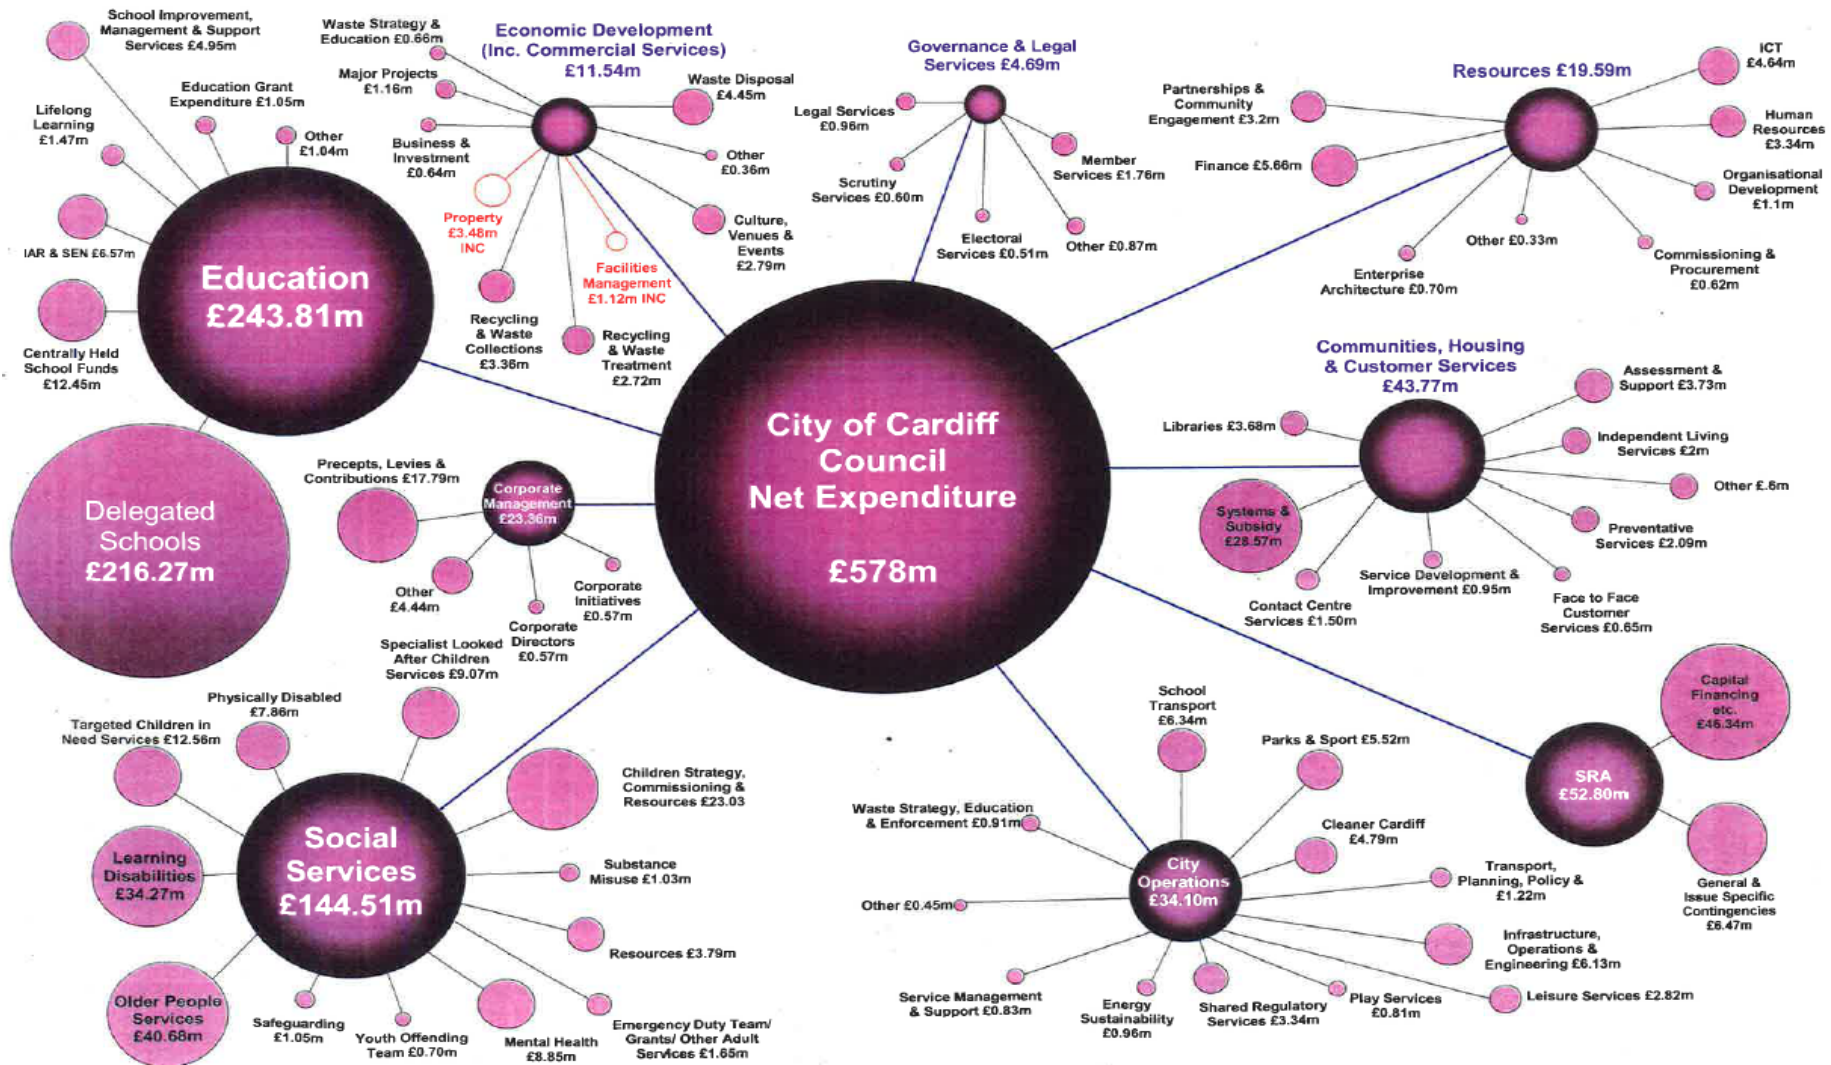 City of Cardiff
Council
Net Expenditure
£578m
Education
£243.81m
School Improvement,
Management & Support
Services £4.95m
Education Grant
Expenditure £1.05m
Other
£1.04m
Lifelong
Learning
£1.47m
IAR & SEN £6.57m
Centrally Held
School Funds
£12.45m
Delegated
Schools
£216.27m
Economic Development
(Inc. Commercial Services)
£11.54m
Waste Strategy &
Education £0.66m
Major Projects
£1.16m
Business &
Investment
£0.64m
Property
£3.48m
INC
Recycling
& Waste
Collections
£3.36m
Recycling
& Waste
Treatment
£2.72m
Facilities
Management
£1.12m INC
Culture,
Venues &
Events
£2.79m
Other
£0.36m
Waste Disposal
£4.45m
Governance & Legal
Services £4.69m
Legal Services
£0.96m
Scrutiny
Services £0.60m
Electoral
Services £0.51m
Other £0.87m
Member
Services £1.76m
Resources £19.59m
Partnerships &
Community
Engagement £3.2m
Finance £5.66m
Enterprise
Architecture £0.70m
Other £0.33m
Commissioning &
Procurement
£0.62m
Organisational
Development
£1.1m
Human
Resources
£3.34m
ICT
£4.64m
Communities, Housing
& Customer Services
£43.77m
Libraries £3.68m
Systems &
Subsidy
£28.57m
Contact Centre
Services £1.50m
Service Development &
Improvement £0.95m
Face to Face
Customer
Services £0.65m
Preventative
Services £2.09m
Other £.6m
Independent Living
Services £2m
Assessment &
Support £3.73m
Corporate
Management
£23.36m
Precepts, Levies &
Contributions £17.79m
Other
£4.44m
Corporate
Directors
£0.57m
Corporate
Initiatives
£0.57m
Social
Services
£144.51m
Specialist Looked
After Children
Services £9.07m
Physically Disabled
£7.86m
Targeted Children in
Need Services £12.56m
Learning
Disabilities
£34.27m
Older People
Services
£40.68m
Safeguarding
£1.05m
Youth Offending
Team £0.70m
Mental Health
£8.85m
Emergency Duty Team/
Grants/ Other Adult
Services £1.65m
Resources £3.79m
Substance
Misuse £1.03m
Children Strategy,
Commissioning &
Resources £23.03
City
Operations
£34.10m
School
Transport
£6.34m
Parks & Sport £5.52m
Cleaner Cardiff
£4.79m
Transport,
Planning, Policy &
£1.22m
Infrastructure,
Operations &
Engineering £6.13m
Leisure Services £2.82m
Play Services
£0.81m
Shared Regulatory
Services £3.34m
Energy
Sustainability
£0.96m
Service Management
& Support £0.83m
Other £0.45m
Waste Strategy, Education
& Enforcement £0.91m
SRA
£52.80m
Capital
Financing
etc.
£46.34m
General &
Issue Specific
Contingencies
£6.47m